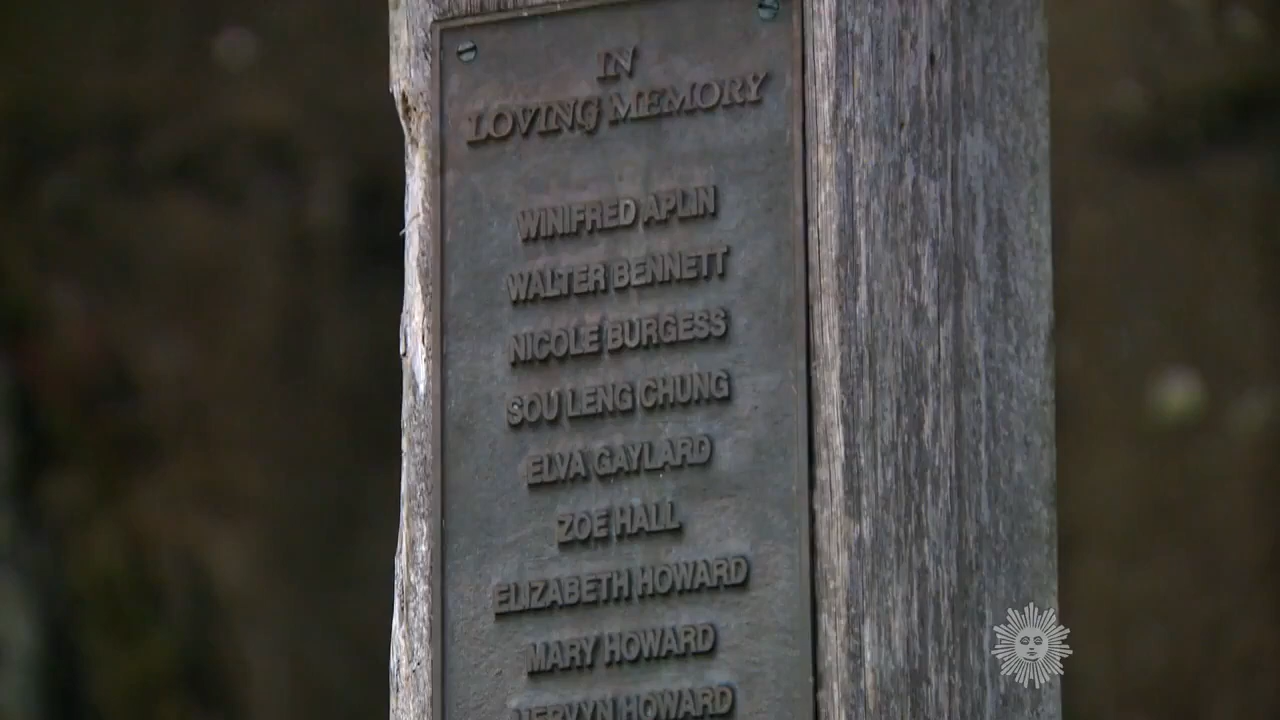 IN
LOVING MEMORY
WINIFRED APLIN
WALTER BENNETT
NICOLE BURGESS
SOU LENG CHUNG
ELVA GAYLARD
ZOE HALL
ELIZABETH HOWARD
MARY HOWARD
MERVYN HOWARD